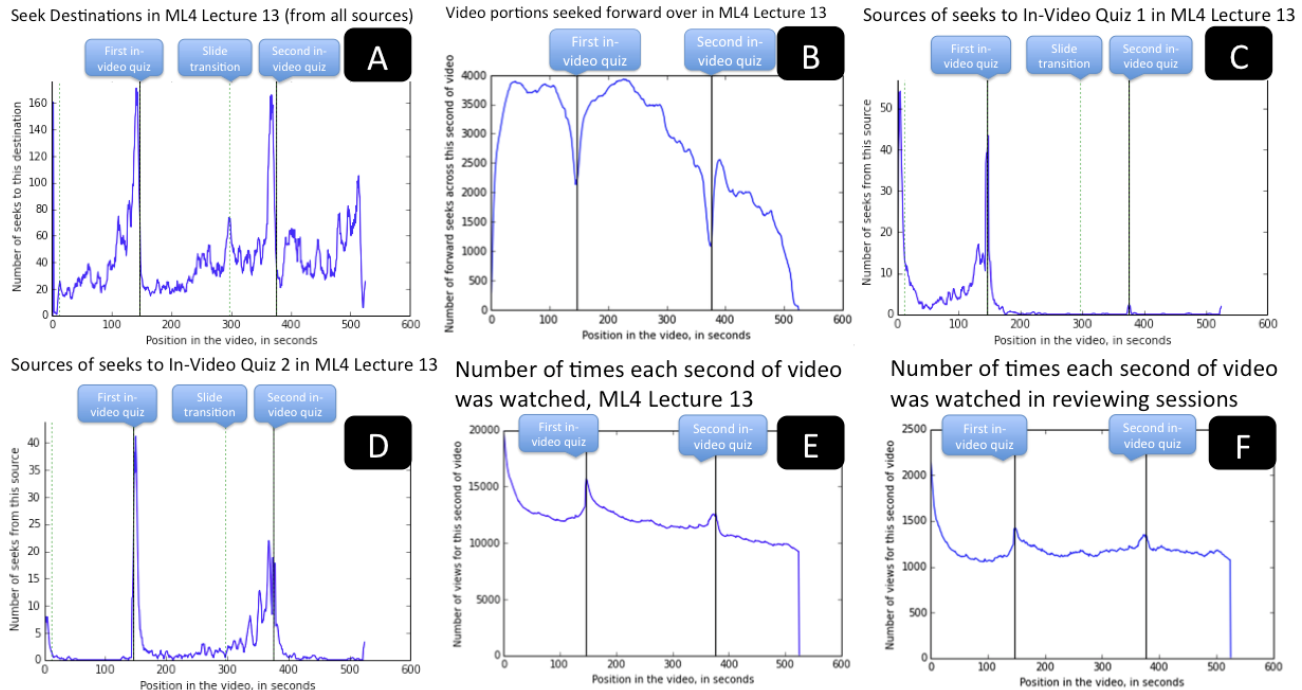 Seek Destinations in ML4 Lecture 13 (from all sources)
First in-
video quiz
Slide
transition
Second in-
video quiz
A
Number of seeks to this destination
160
140
120
100
80
60
40
20
0
0 100 200 300 400 500 600
Position in the video, in seconds
Video portions seeked forward over in ML4 Lecture 13
First in-
video quiz
Second in-
video quiz
B
Number of forward seeks across this second of video
4000
3500
3000
2500
2000
1500
1000
500
0
0 100 200 300 400 500 600
Position in the video, in seconds
Sources of seeks to In-Video Quiz 1 in ML4 Lecture 13
First in-
video quiz
Slide
transition
Second in-
video quiz
C
Number of seeks from this source
50
40
30
20
10
0
0 100 200 300 400 500 600
Position in the video, in seconds
Sources of seeks to In-Video Quiz 2 in ML4 Lecture 13
First in-
video quiz
Slide
transition
Second in-
video quiz
D
Number of seeks from this source
40
35
30
25
20
15
10
5
0
0 100 200 300 400 500 600
Position in the video, in seconds
Number of times each second of video
was watched, ML4 Lecture 13
First in-
video quiz
Second in-
video quiz
E
Number of views for this second of video
20000
15000
10000
5000
0
0 100 200 300 400 500 600
Position in the video, in seconds
Number of times each second of video
was watched in reviewing sessions
First in-
video quiz
Second in-
video quiz
F
Number of views for this second of video
2500
2000
1500
1000
500
0
0 100 200 300 400 500 600
Position in the video, in seconds